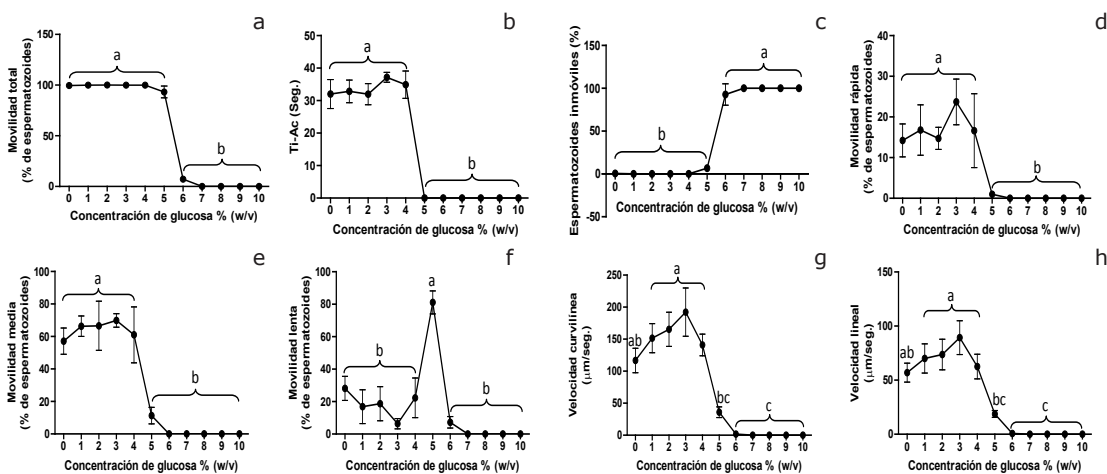 a
Movilidad total
(% de espermatozoides)
150
100
50
0
a
b
0 1 2 3 4 5 6 7 8 9 10
Concentración de glucosa % (w/v)
b
Ti-Ac (Seg.)
50
40
30
20
10
0
a
b
0 1 2 3 4 5 6 7 8 9 10
Concentración de glucosa % (w/v)
c
Espermatozoides inmóviles (%)
150
100
50
0
-50
a
b
0 1 2 3 4 5 6 7 8 9 10
Concentración de glucosa % (w/v)
d
Movilidad rápida
(% de espermatozoides)
40
30
20
10
0
a
b
0 1 2 3 4 5 6 7 8 9 10
Concentración de glucosa % (w/v)
e
Movilidad media
(% de espermatozoides)
100
80
60
40
20
0
a
b
0 1 2 3 4 5 6 7 8 9 10
Concentración de glucosa % (w/v)
f
Movilidad lenta
(% de espermatozoides)
100
80
60
40
20
0
a
b
b
0 1 2 3 4 5 6 7 8 9 10
Concentración de glucosa % (w/v)
g
Velocidad curvilínea
(µm/seg.)
250
200
150
100
50
0
a
ab
bc
c
0 1 2 3 4 5 6 7 8 9 10
Concentración de glucosa % (w/v)
h
Velocidad lineal
(µm/seg.)
150
100
50
0
a
ab
bc
c
0 1 2 3 4 5 6 7 8 9 10
Concentración de glucosa % (w/v)